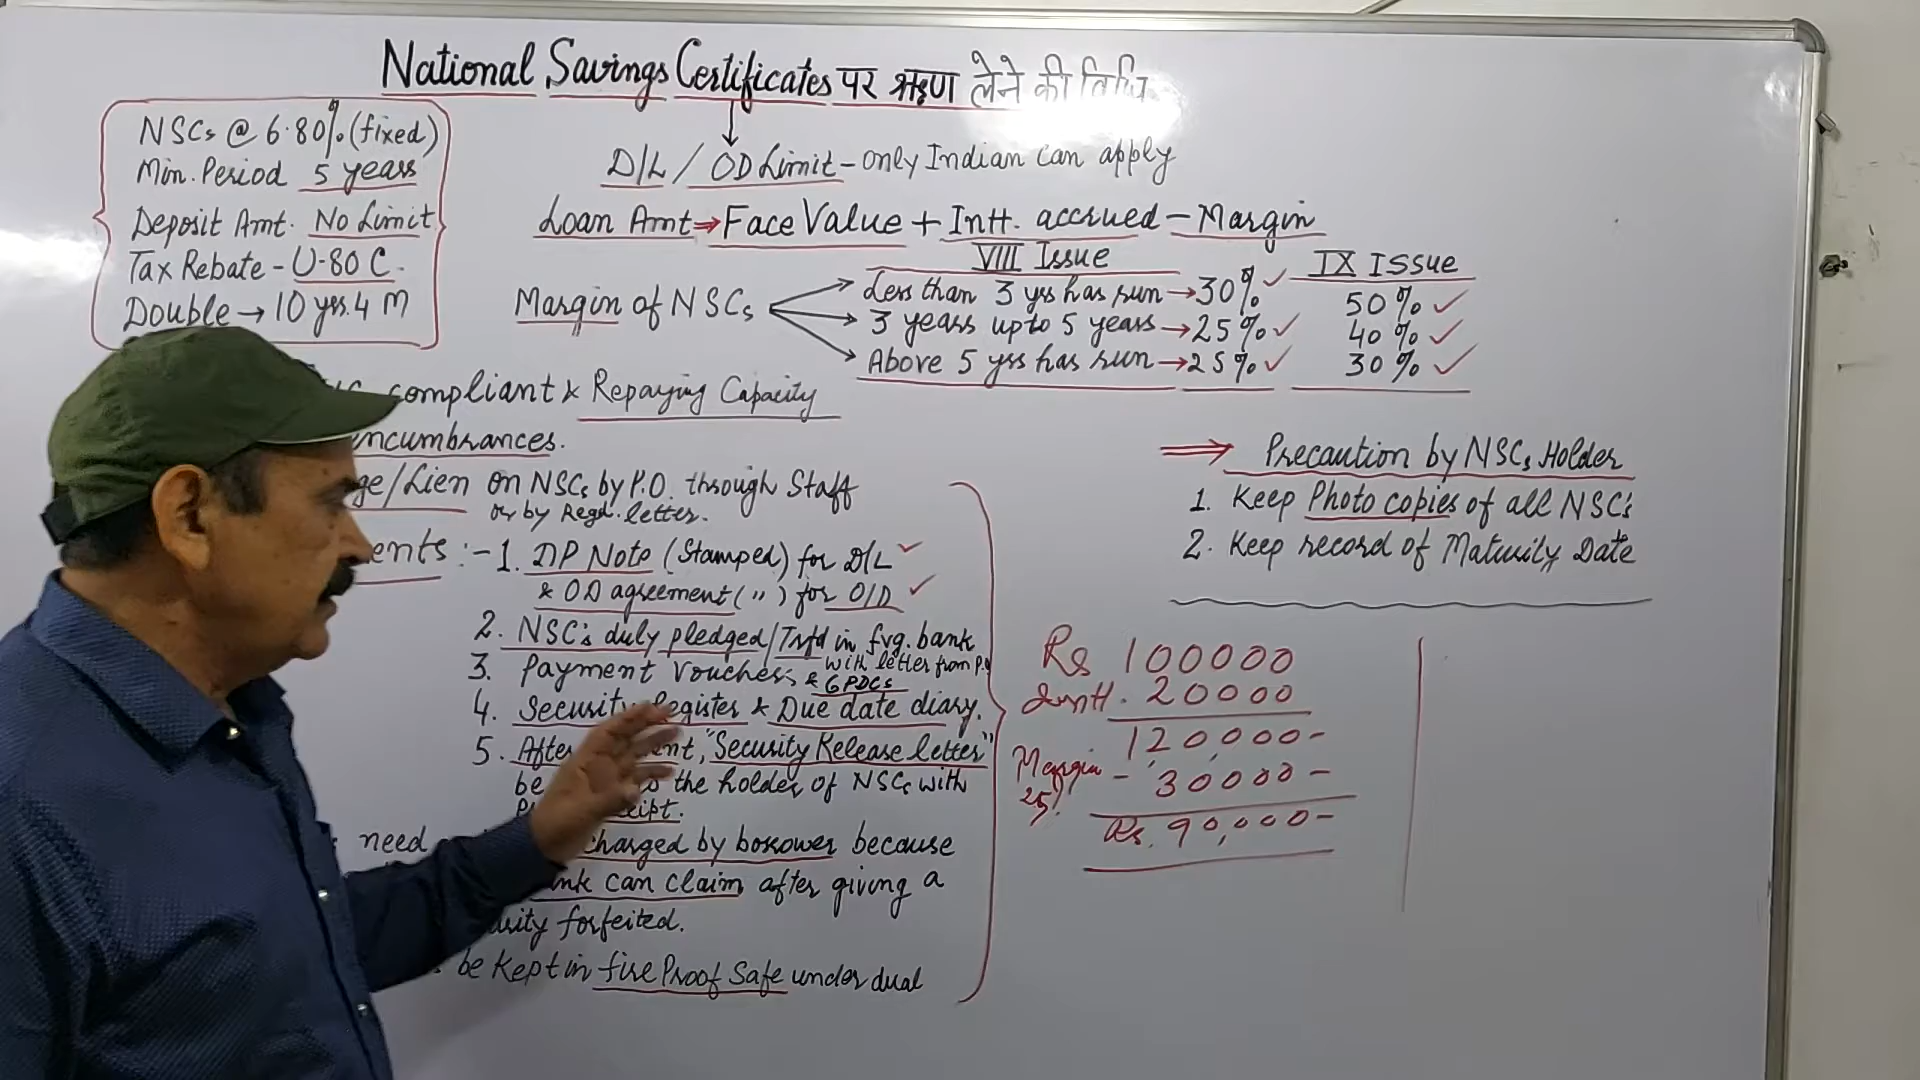 National Savings Certificates पर ऋण लेने की विधि
NSCs @ 6.80% (fixed)
Min. Period 5 years
Deposit Amt. No Limit
Tax Rebate - U-80 C.
Double → 10 yrs. 4 M
D/L / OD Limit - only Indian can apply
Loan Amt ⇒ Face Value + Intt. accrued - Margin
VIII Issue IX Issue
Margin of NSCs
Less than 3 yrs has run → 30% ✓ 50% ✓
3 years upto 5 years → 25% ✓ 40% ✓
Above 5 yrs has run → 25% ✓ 30% ✓
compliant & Repaying Capacity
encumbrances.
ge/Lien on NSCs by P.O. through Staff
or by Regd. letter.
ents :- 1. DP Note (Stamped) for D/L ✓
& OD agreement ( " ) for O/D ✓
2. NSC's duly pledged/Trfd in fvg. bank
with letter from P.O
3. Payment Vouchers & 6 PDCs
4. Security Register & Due date diary.
5. After ent, "Security Release letter"
be to the holder of NSCs with
eipt.
need charged by borrower because
nk can claim after giving a
urity forfeited.
be kept in fire Proof Safe under dual
⇒ Precaution by NSCs Holder
1. Keep Photo copies of all NSC's
2. Keep record of Maturity Date
Rs 100000
Intt. 20000
120,000-
Margin - 30000 -
25%
Rs. 90,000-